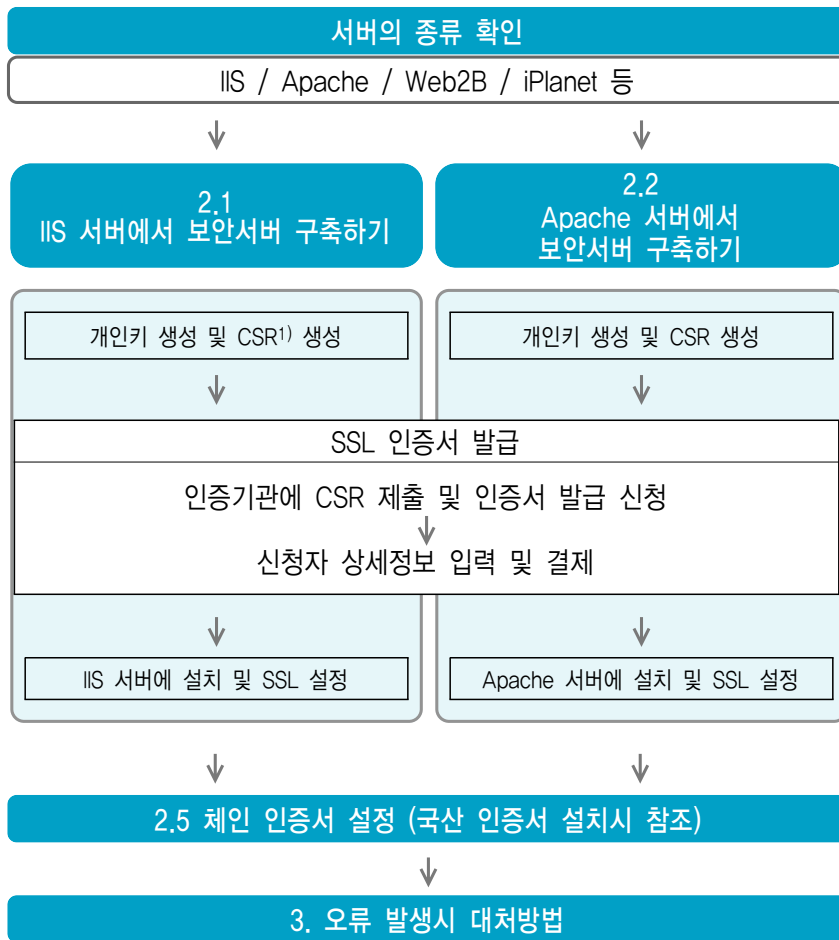 서버의 종류 확인
IIS / Apache / Web2B / iPlanet 등
2.1
IIS 서버에서 보안서버 구축하기
2.2
Apache 서버에서
보안서버 구축하기
개인키 생성 및 CSR1) 생성
개인키 생성 및 CSR 생성
SSL 인증서 발급
인증기관에 CSR 제출 및 인증서 발급 신청
신청자 상세정보 입력 및 결제
IIS 서버에 설치 및 SSL 설정
Apache 서버에 설치 및 SSL 설정
2.5 체인 인증서 설정 (국산 인증서 설치시 참조)
3. 오류 발생시 대처방법